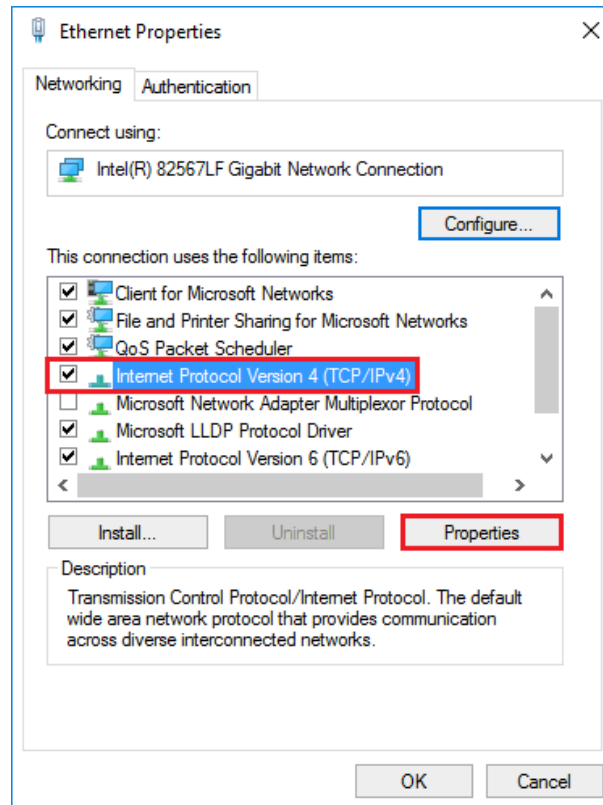 Ethernet Properties
Networking
Authentication
Connect using:
Intel(R) 82567LF Gigabit Network Connection
Configure...
This connection uses the following items:
Client for Microsoft Networks
File and Printer Sharing for Microsoft Networks
QoS Packet Scheduler
Internet Protocol Version 4 (TCP/IPv4)
Microsoft Network Adapter Multiplexor Protocol
Microsoft LLDP Protocol Driver
Internet Protocol Version 6 (TCP/IPv6)
Install...
Uninstall
Properties
Description
Transmission Control Protocol/Internet Protocol. The default
wide area network protocol that provides communication
across diverse interconnected networks.
OK
Cancel